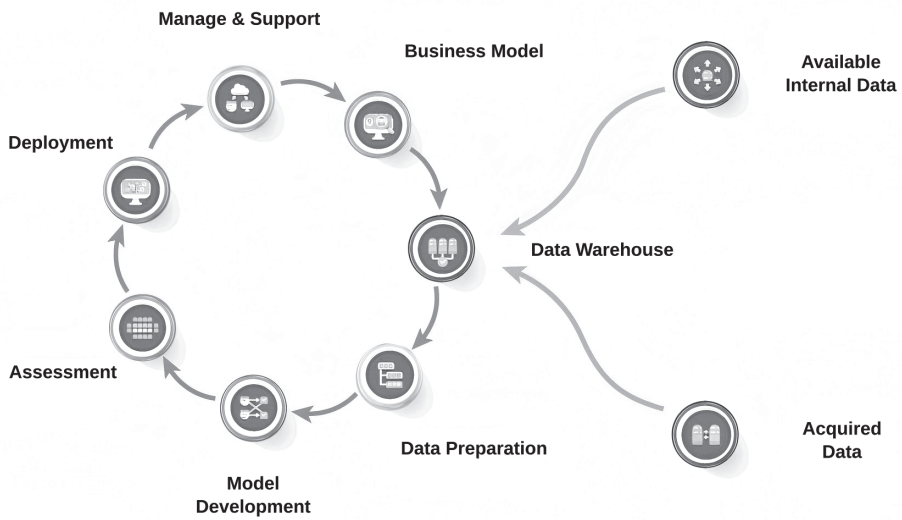 Manage & Support
Business Model
Available
Internal Data
Deployment
Data Warehouse
Assessment
Data Preparation
Acquired
Data
Model
Development